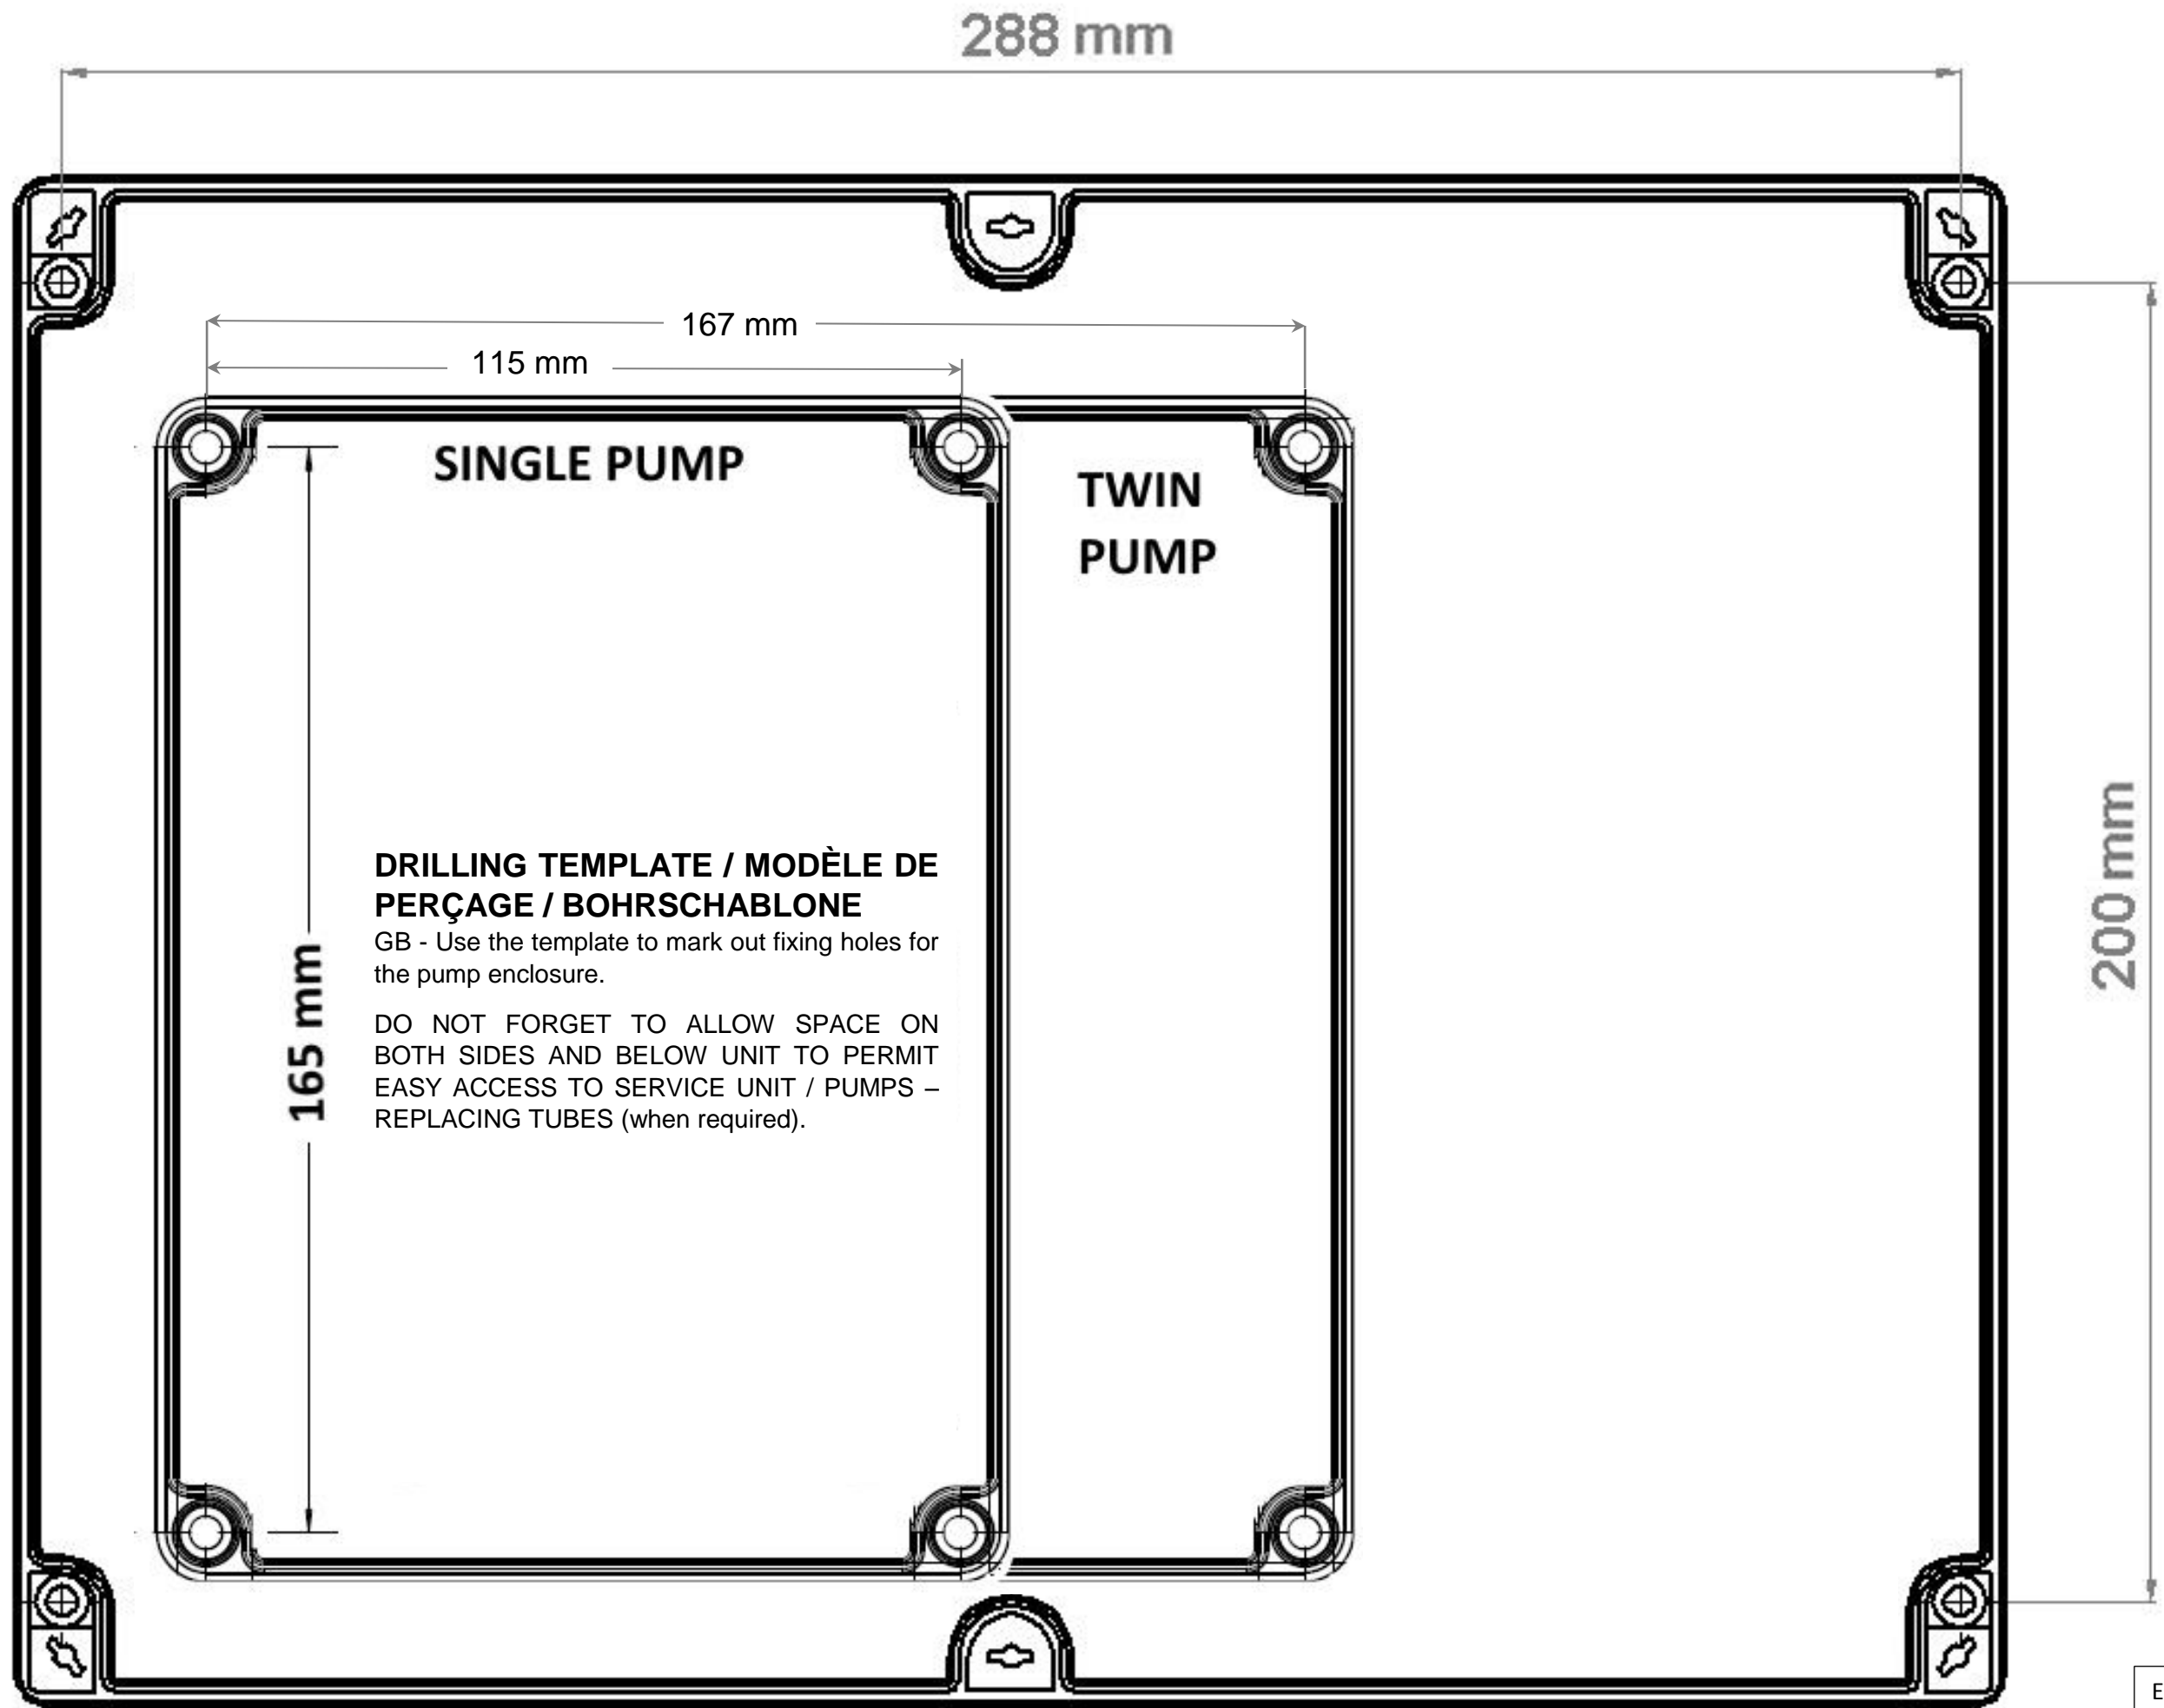 288 mm
167 mm
115 mm
SINGLE PUMP
TWIN
PUMP
DRILLING TEMPLATE / MODÈLE DE
PERÇAGE / BOHRSCHABLONE
GB - Use the template to mark out fixing holes for
the pump enclosure.
DO NOT FORGET TO ALLOW SPACE ON
BOTH SIDES AND BELOW UNIT TO PERMIT
EASY ACCESS TO SERVICE UNIT / PUMPS –
REPLACING TUBES (when required).
165 mm
200 mm
E